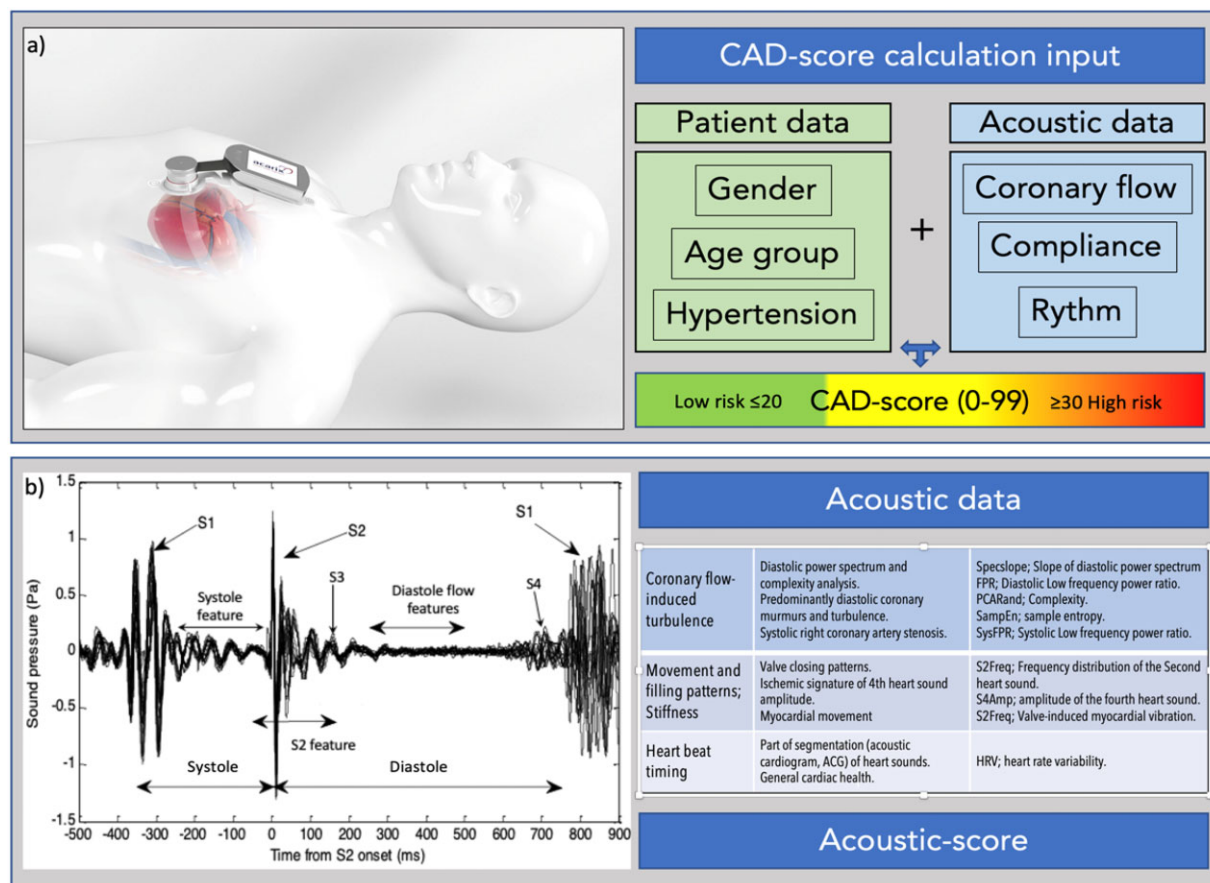 a)
acarix
CAD-score calculation input
Patient data
Gender
Age group
Hypertension
+
Acoustic data
Coronary flow
Compliance
Rythm
Low risk ≤20
CAD-score (0-99)
≥30 High risk
b)
Sound pressure (Pa)
1.5
1
0.5
0
-0.5
-1
-1.5
S1
S2
S1
S3
S4
Systole
feature
Diastole flow
features
S2 feature
Systole
Diastole
-500 -400 -300 -200 -100 0 100 200 300 400 500 600 700 800 900
Time from S2 onset (ms)
Acoustic data
Coronary flow-
induced
turbulence
Diastolic power spectrum and
complexity analysis.
Predominantly diastolic coronary
murmurs and turbulence.
Systolic right coronary artery stenosis.
Specslope; Slope of diastolic power spectrum
FPR; Diastolic Low frequency power ratio.
PCARand; Complexity.
SampEn; sample entropy.
SysFPR; Systolic Low frequency power ratio.
Movement and
filling patterns;
Stiffness
Valve closing patterns.
Ischemic signature of 4th heart sound
amplitude.
Myocardial movement
S2Freq; Frequency distribution of the Second
heart sound.
S4Amp; amplitude of the fourth heart sound.
S2Freq; Valve-induced myocardial vibration.
Heart beat
timing
Part of segmentation (acoustic
cardiogram, ACG) of heart sounds.
General cardiac health.
HRV; heart rate variability.
Acoustic-score